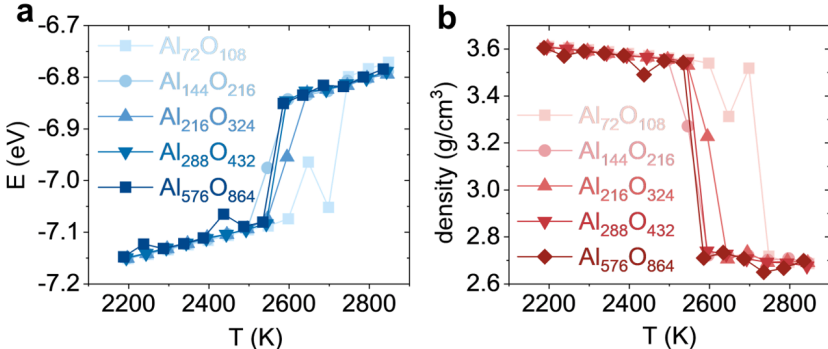 a
-6.7
-6.8
-6.9
-7.0
-7.1
-7.2
E (eV)
Al72O108
Al144O216
Al216O324
Al288O432
Al576O864
2200 2400 2600 2800
T (K)
b
3.6
3.4
3.2
3.0
2.8
2.6
density (g/cm³)
Al72O108
Al144O216
Al216O324
Al288O432
Al576O864
2200 2400 2600 2800
T (K)